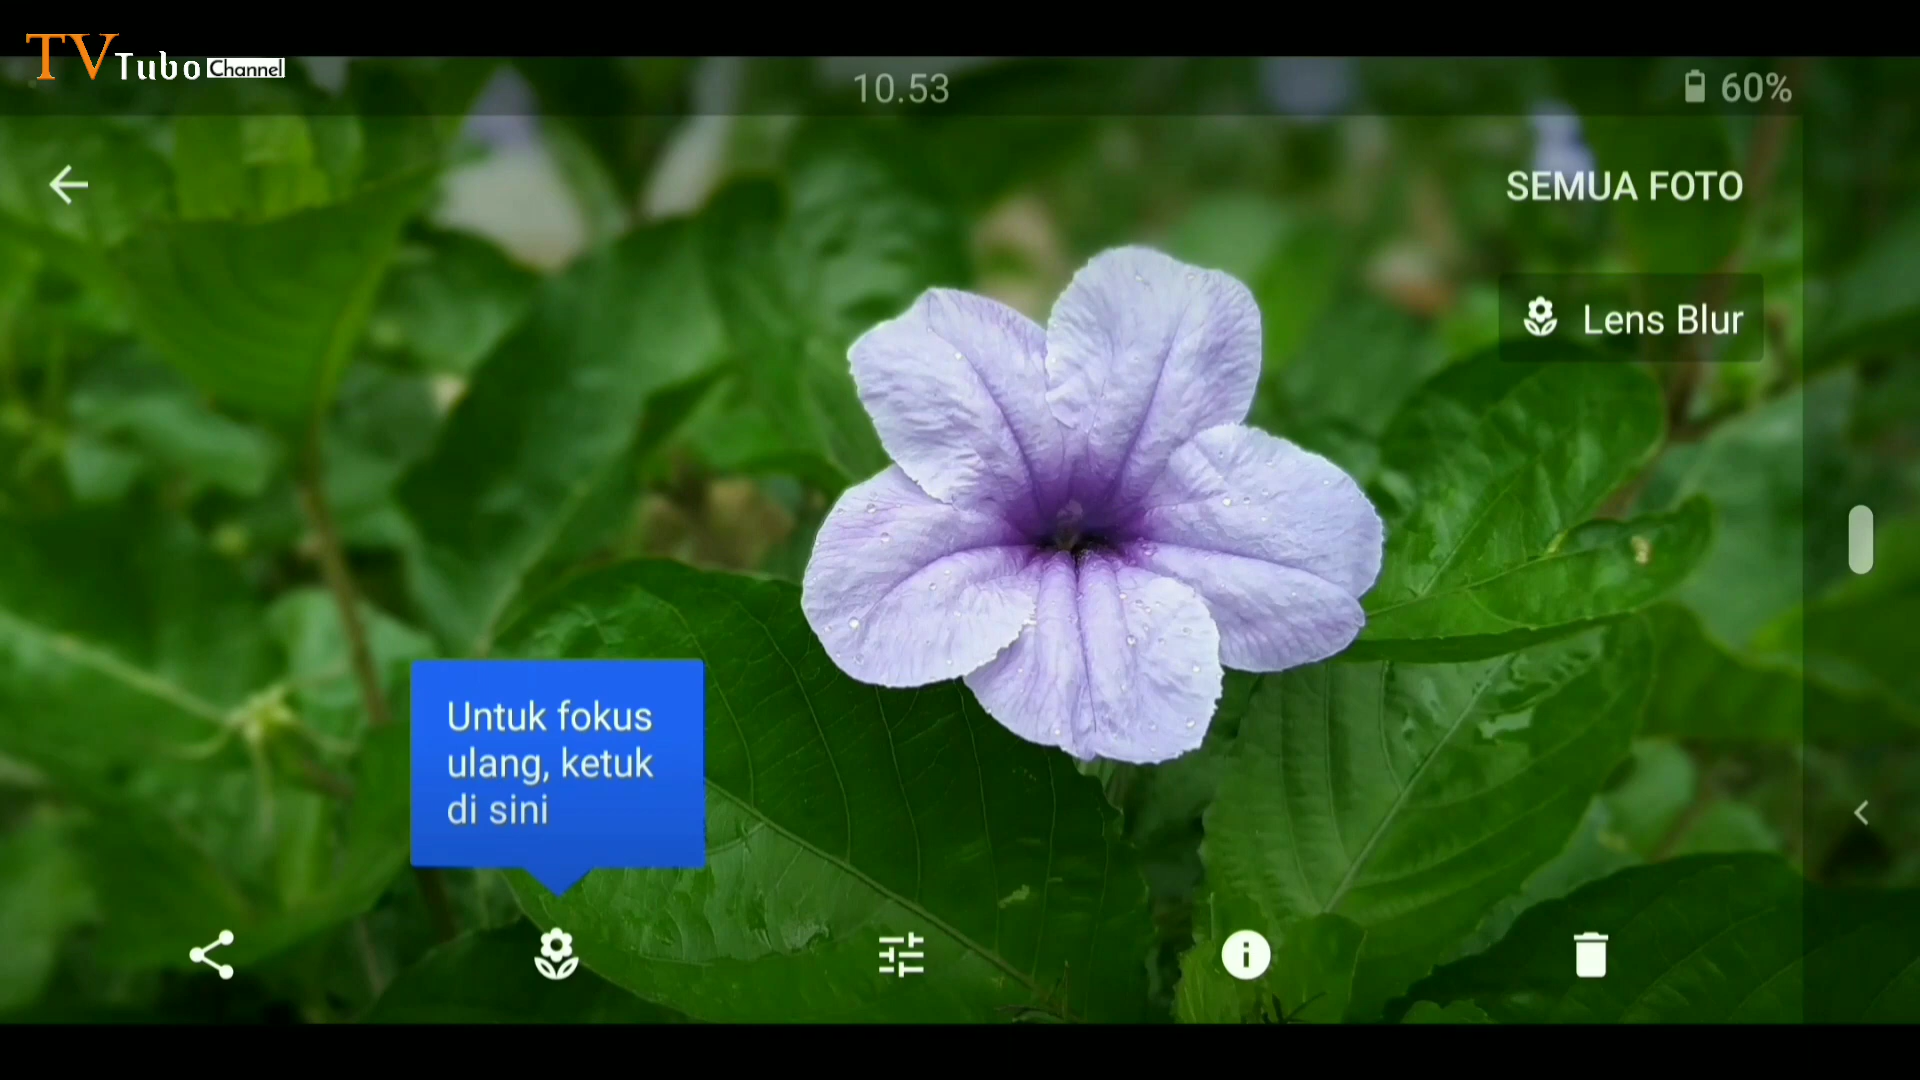 TV Tubo Channel
10.53
60%
SEMUA FOTO
Lens Blur
Untuk fokus
ulang, ketuk
di sini